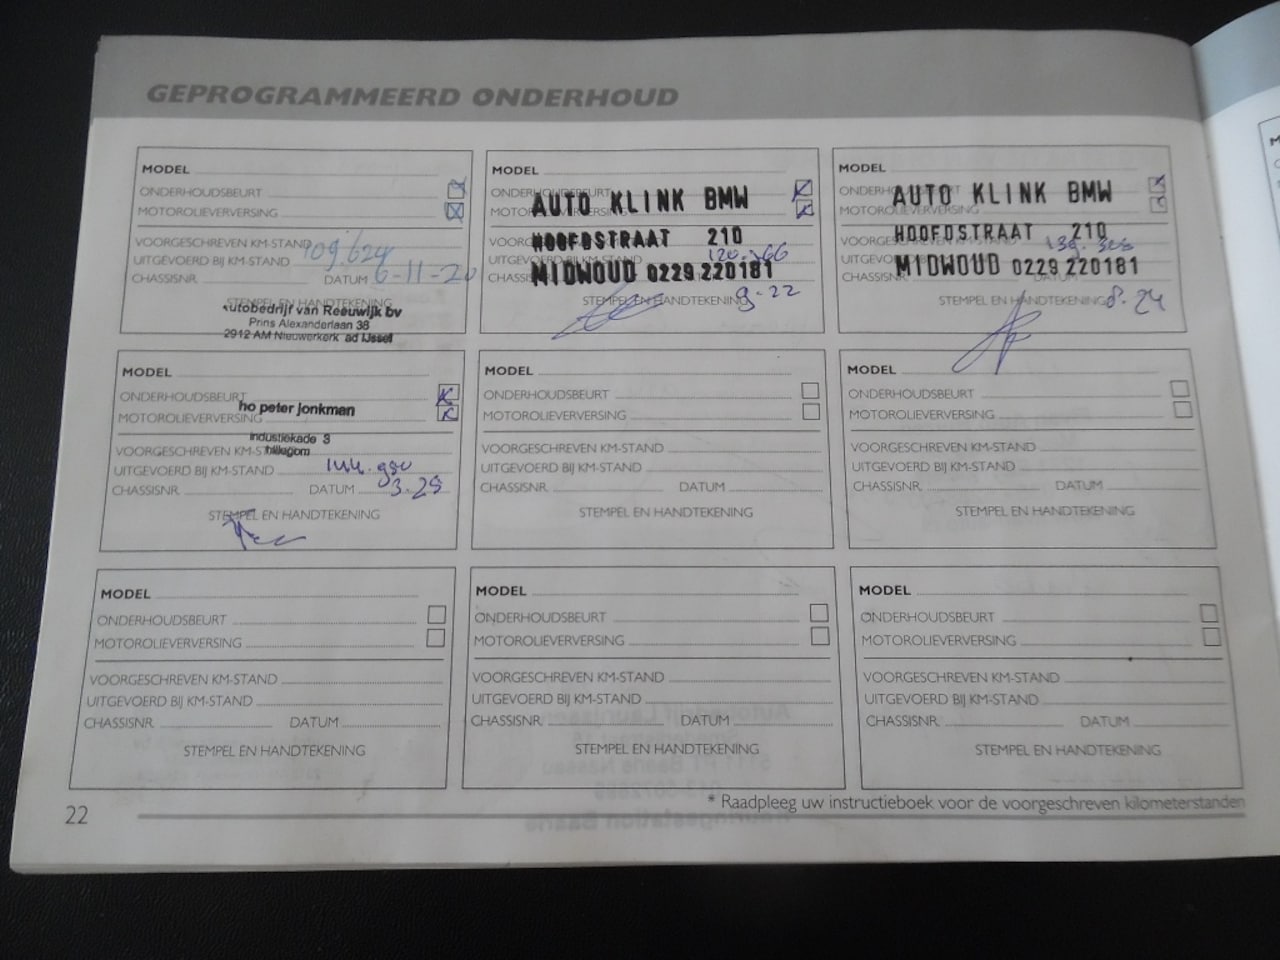 GEPROGRAMMEERD ONDERHOUD
MODEL
ONDERHOUDSBEURT
MOTOROLIEVERVERSING
VOORGESCHREVEN KM-STAND
109.624
UITGEVOERD BIJ KM-STAND
CHASSISNR. DATUM 6-11-20
STEMPEL EN HANDTEKENING
Autobedrijf van Reeuwijk bv
Prins Alexanderlaan 38
2912 AM Nieuwerkerk ad IJssel
MODEL
AUTO KLINK BMW
HOOFDSTRAAT 210
MIDWOUD 0229 220181
STEMPEL EN HANDTEKENING
9-22
MODEL
AUTO KLINK BMW
MOTOROLIEVERVERSING
HOOFDSTRAAT 210
UITGEVOERD BIJ KM-STAND
MIDWOUD 0229 220181
STEMPEL EN HANDTEKENING
8-24
MODEL
ONDERHOUDSBEURT
ho peter jonkman
MOTOROLIEVERVERSING
industiekade 3
VOORGESCHREVEN KM-STAND
hillegom
UITGEVOERD BIJ KM-STAND
CHASSISNR. DATUM 3.25
STEMPEL EN HANDTEKENING
MODEL
ONDERHOUDSBEURT
MOTOROLIEVERVERSING
VOORGESCHREVEN KM-STAND
UITGEVOERD BIJ KM-STAND
CHASSISNR. DATUM
STEMPEL EN HANDTEKENING
MODEL
ONDERHOUDSBEURT
MOTOROLIEVERVERSING
VOORGESCHREVEN KM-STAND
UITGEVOERD BIJ KM-STAND
CHASSISNR. DATUM
STEMPEL EN HANDTEKENING
MODEL
ONDERHOUDSBEURT
MOTOROLIEVERVERSING
VOORGESCHREVEN KM-STAND
UITGEVOERD BIJ KM-STAND
CHASSISNR. DATUM
STEMPEL EN HANDTEKENING
MODEL
ONDERHOUDSBEURT
MOTOROLIEVERVERSING
VOORGESCHREVEN KM-STAND
UITGEVOERD BIJ KM-STAND
CHASSISNR. DATUM
STEMPEL EN HANDTEKENING
MODEL
ONDERHOUDSBEURT
MOTOROLIEVERVERSING
VOORGESCHREVEN KM-STAND
UITGEVOERD BIJ KM-STAND
CHASSISNR. DATUM
STEMPEL EN HANDTEKENING
* Raadpleeg uw instructieboek voor de voorgeschreven kilometerstanden
22